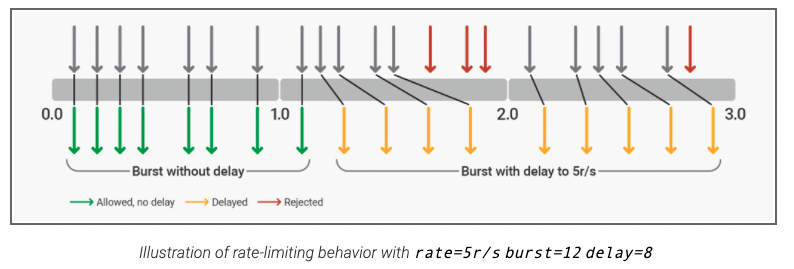 0.0
1.0
2.0
3.0
Burst without delay
Burst with delay to 5r/s
Allowed, no delay
Delayed
Rejected
Illustration of rate-limiting behavior with rate=5r/s burst=12 delay=8